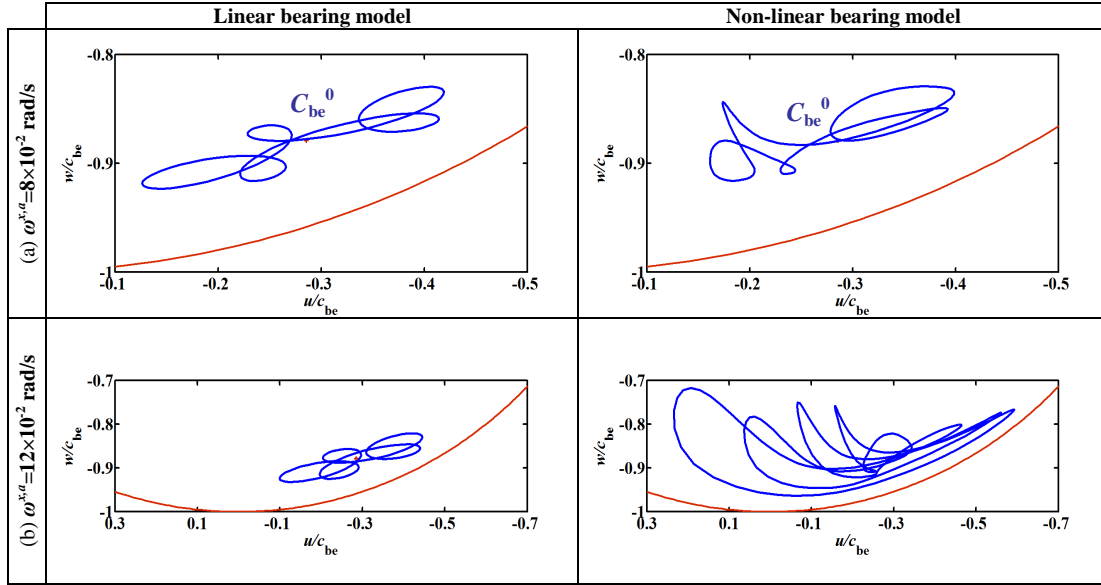 Linear bearing model
Non-linear bearing model
(a) ω^{x,a}=8×10^{-2} rad/s
-0.8
-0.9
-1
w/c_be
C_be^0
-0.1 -0.2 -0.3 -0.4 -0.5
u/c_be
-0.8
-0.9
-1
w/c_be
C_be^0
-0.1 -0.2 -0.3 -0.4 -0.5
u/c_be
(b) ω^{x,a}=12×10^{-2} rad/s
-0.7
-0.8
-0.9
-1
w/c_be
0.3 0.1 -0.1 -0.3 -0.5 -0.7
u/c_be
-0.7
-0.8
-0.9
-1
w/c_be
0.3 0.1 -0.1 -0.3 -0.5 -0.7
u/c_be